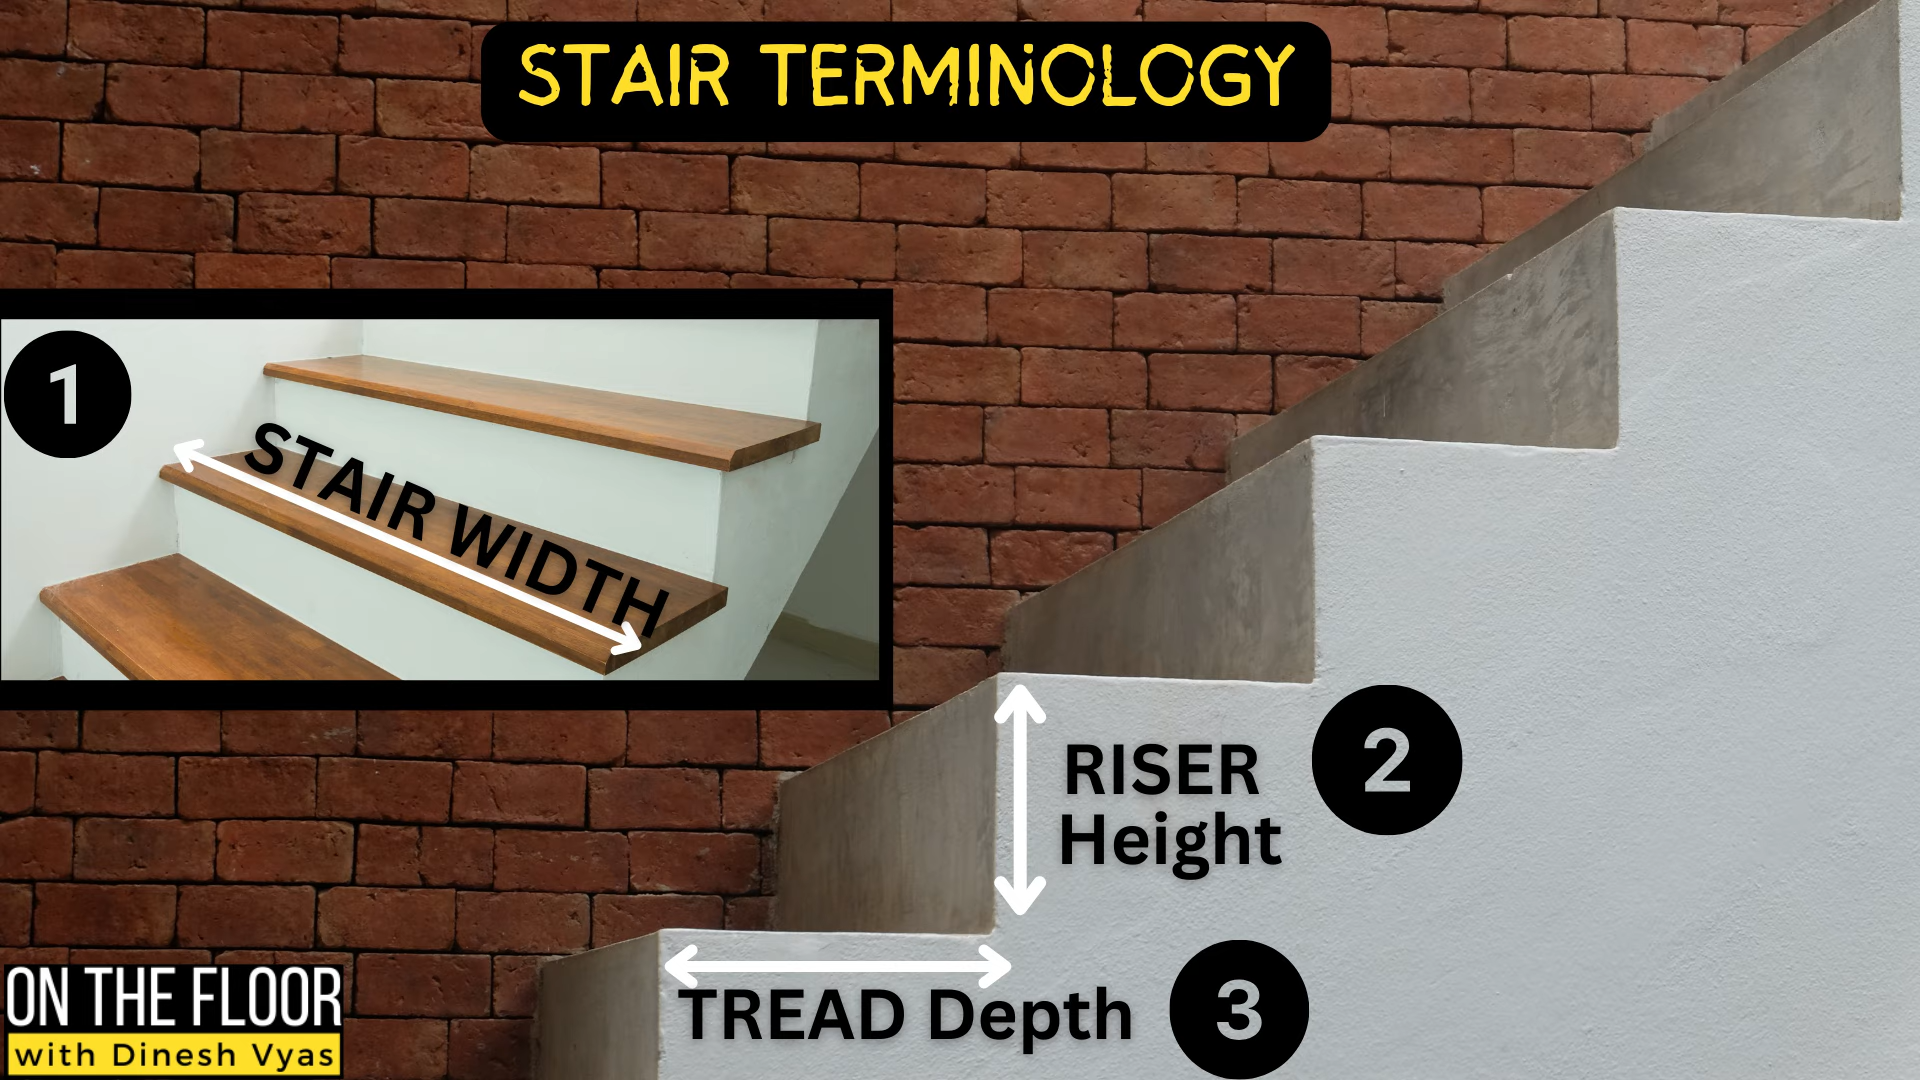 STAIR TERMINOLOGY
1
STAIR WIDTH
RISER
Height
2
TREAD Depth
3
ON THE FLOOR
with Dinesh Vyas